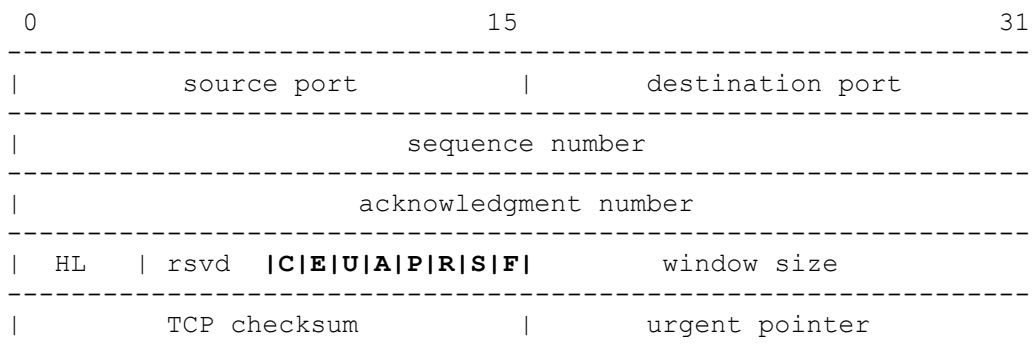 0 15 31
| source port | destination port
| sequence number
| acknowledgment number
| HL | rsvd |C|E|U|A|P|R|S|F| window size
| TCP checksum | urgent pointer